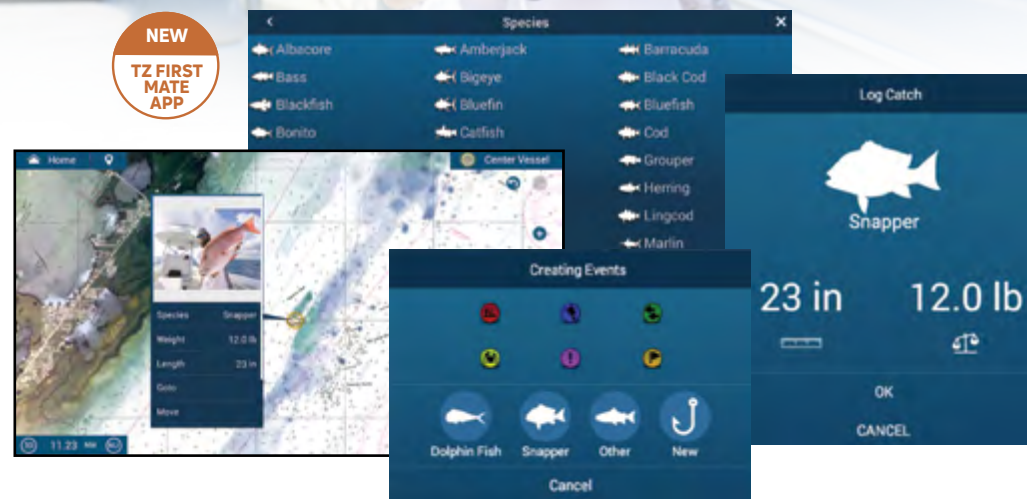 NEW
TZ FIRST
MATE
APP
Species
Albacore
Amberjack
Barracuda
Bass
Bigeye
Black Cod
Blackfish
Bluefin
Bluefish
Bonito
Catfish
Cod
Grouper
Herring
Lingcod
Marlin
Home
Center Vessel
Species Snapper
Weight 12.0 lb
Length 23 in
Goto
Move
11.23 NM
Creating Events
Dolphin Fish
Snapper
Other
New
Cancel
Log Catch
Snapper
23 in 12.0 lb
OK
CANCEL